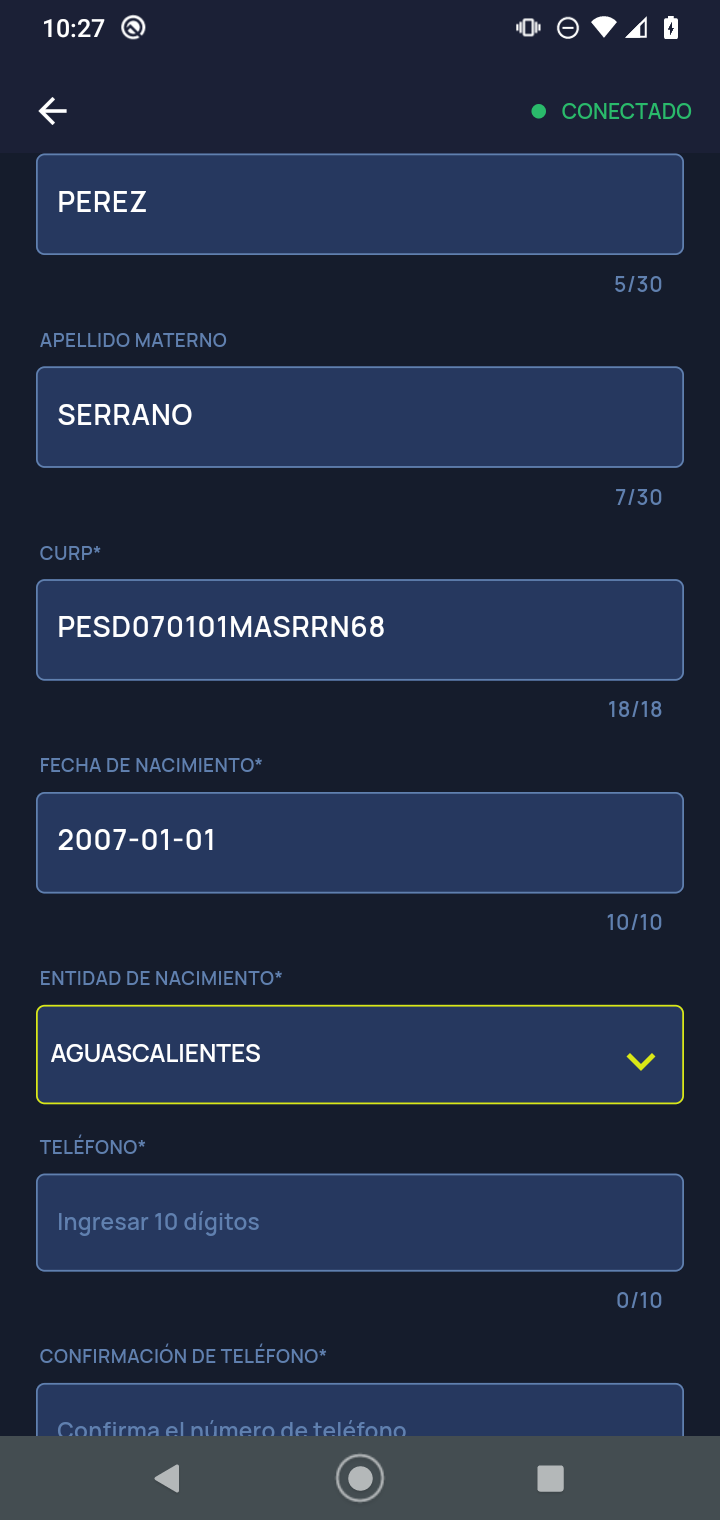 10:27
CONECTADO
PEREZ
5/30
APELLIDO MATERNO
SERRANO
7/30
CURP*
PESD070101MASRRN68
18/18
FECHA DE NACIMIENTO*
2007-01-01
10/10
ENTIDAD DE NACIMIENTO*
AGUASCALIENTES
TELÉFONO*
Ingresar 10 dígitos
0/10
CONFIRMACIÓN DE TELÉFONO*
Confirma el número de teléfono